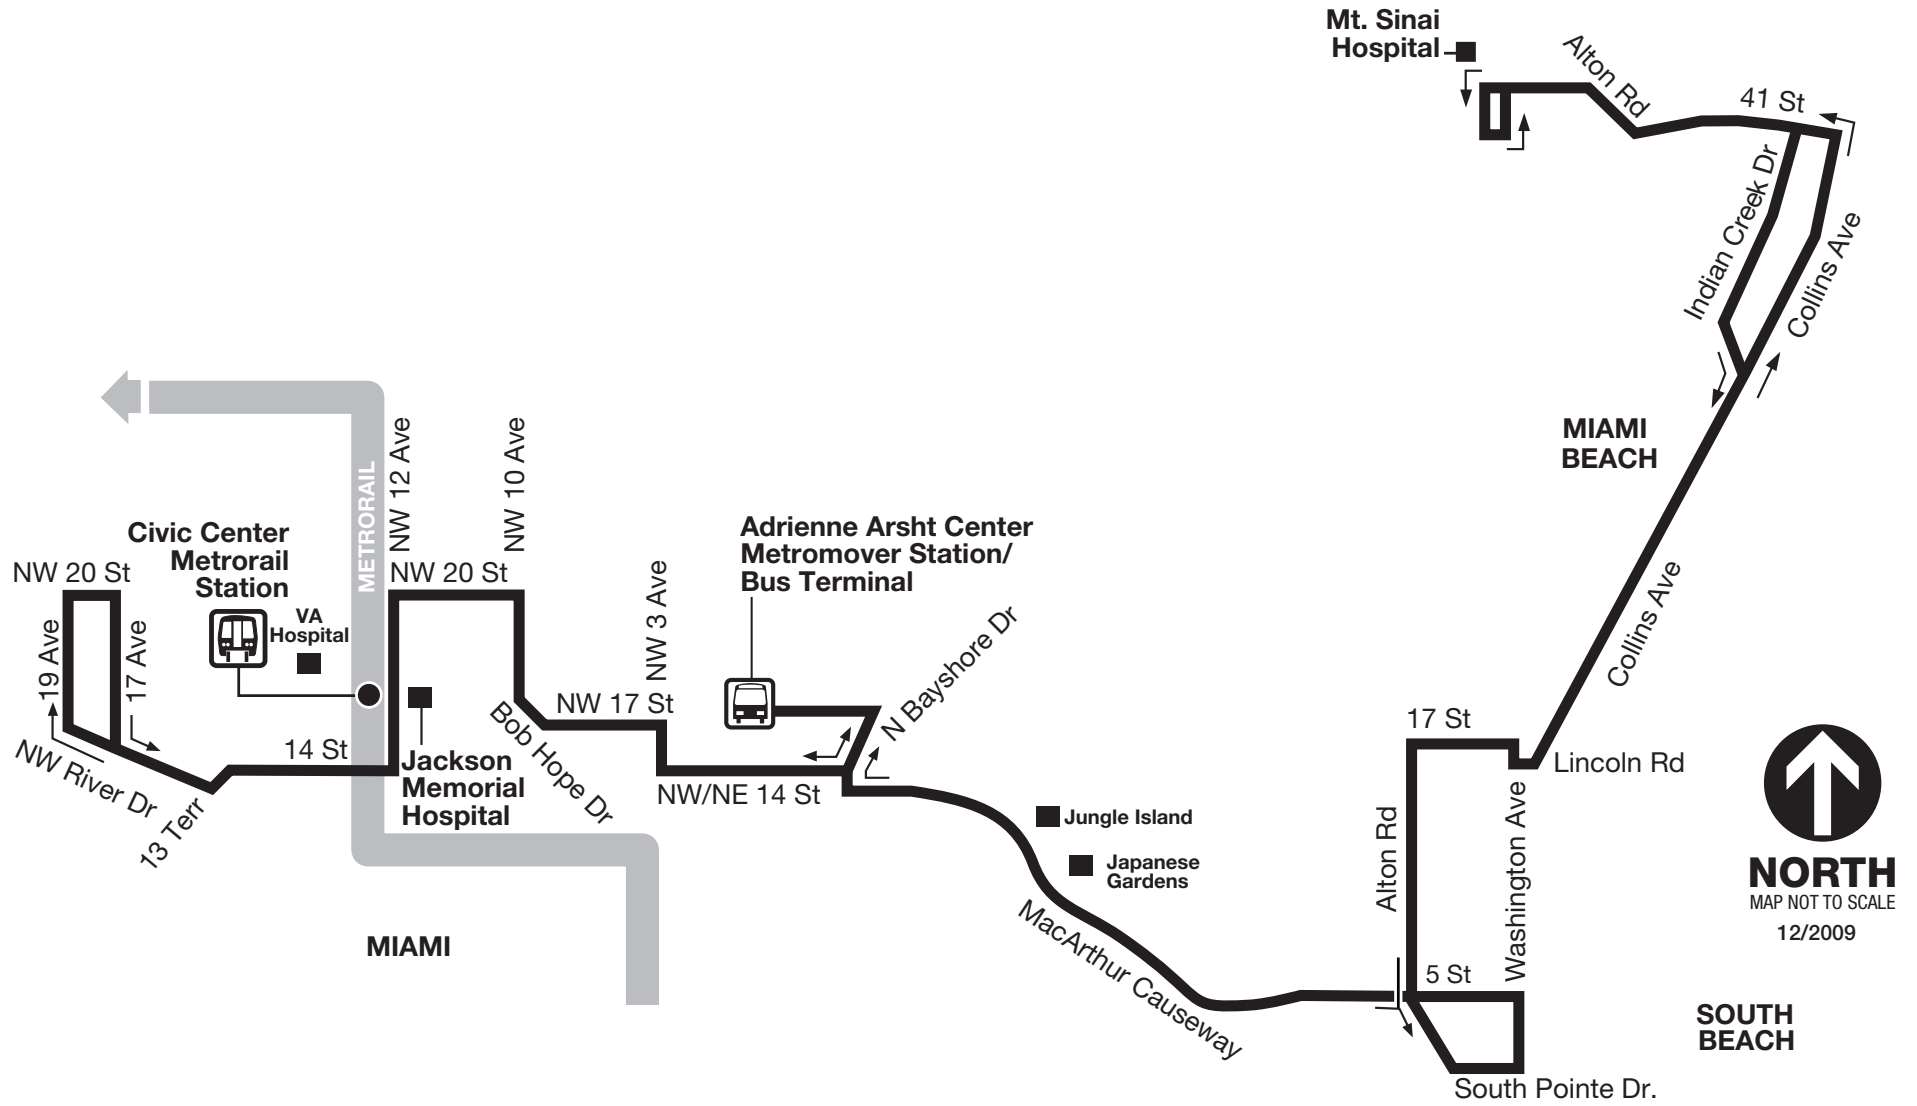 Mt. Sinai
Hospital
Alton Rd
41 St
Indian Creek Dr
Collins Ave
MIAMI
BEACH
METRORAIL
NW 12 Ave
NW 10 Ave
Civic Center
Metrorail
Station
NW 20 St
NW 20 St
VA
Hospital
19 Ave
17 Ave
NW 3 Ave
Adrienne Arsht Center
Metromover Station/
Bus Terminal
N Bayshore Dr
Collins Ave
NW 17 St
Bob Hope Dr
14 St
NW River Dr
13 Terr
Jackson
Memorial
Hospital
NW/NE 14 St
17 St
Lincoln Rd
Jungle Island
Japanese
Gardens
MacArthur Causeway
Alton Rd
Washington Ave
5 St
NORTH
MAP NOT TO SCALE
12/2009
MIAMI
SOUTH
BEACH
South Pointe Dr.